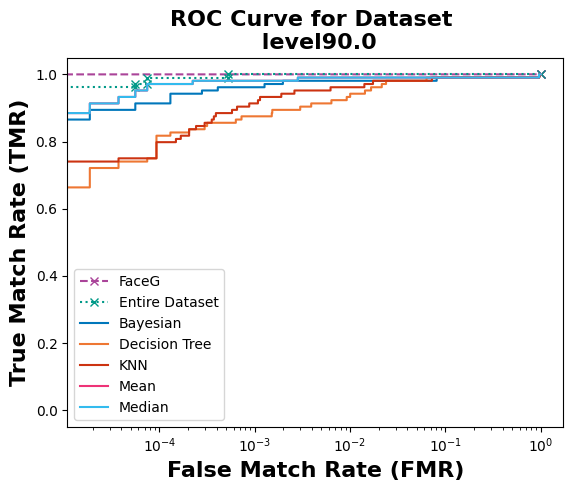 ROC Curve for Dataset
level90.0
True Match Rate (TMR)
1.0
0.8
0.6
0.4
0.2
0.0
FaceG
Entire Dataset
Bayesian
Decision Tree
KNN
Mean
Median
10⁻⁴
10⁻³
10⁻²
10⁻¹
10⁰
False Match Rate (FMR)